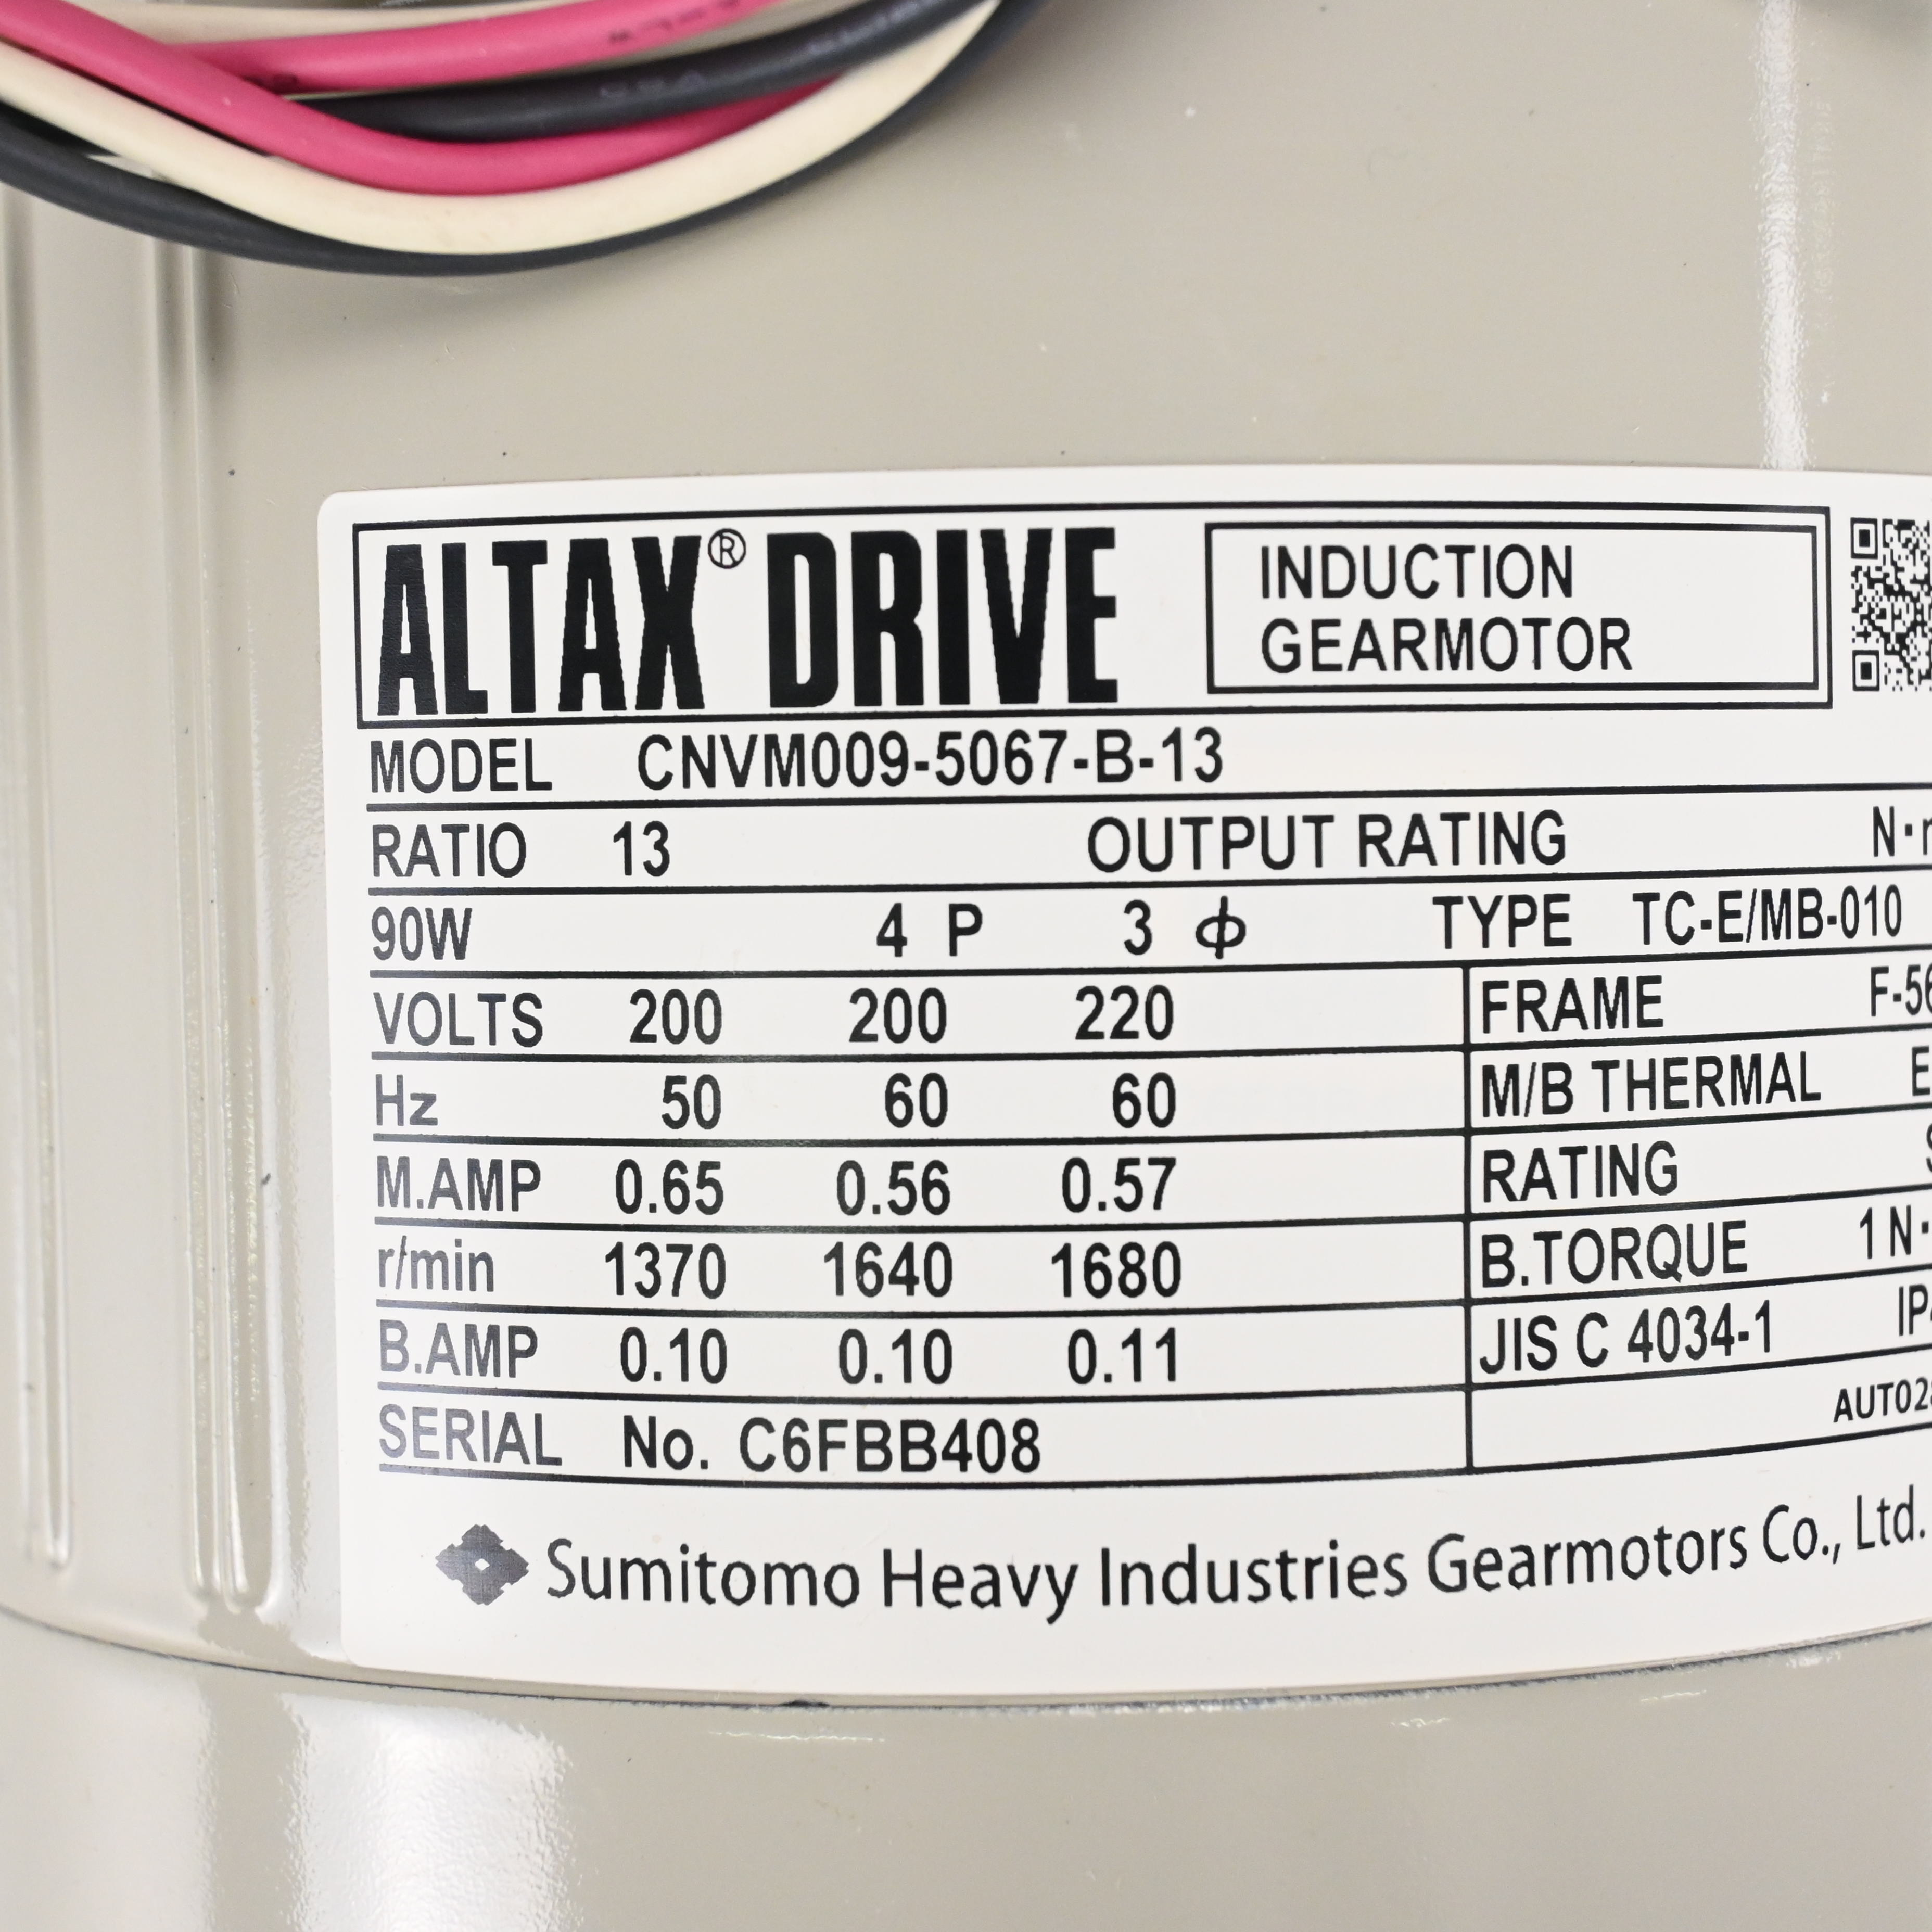 ALTAX® DRIVE
INDUCTION
GEARMOTOR
MODEL CNVM009-5067-B-13
RATIO 13 OUTPUT RATING
90W 4 P 3 ϕ TYPE TC-E/MB-010
VOLTS 200 200 220 FRAME
Hz 50 60 60 M/B THERMAL
M.AMP 0.65 0.56 0.57 RATING
r/min 1370 1640 1680 B.TORQUE 1 N·
B.AMP 0.10 0.10 0.11 JIS C 4034-1
SERIAL No. C6FBB408
Sumitomo Heavy Industries Gearmotors Co., Ltd.